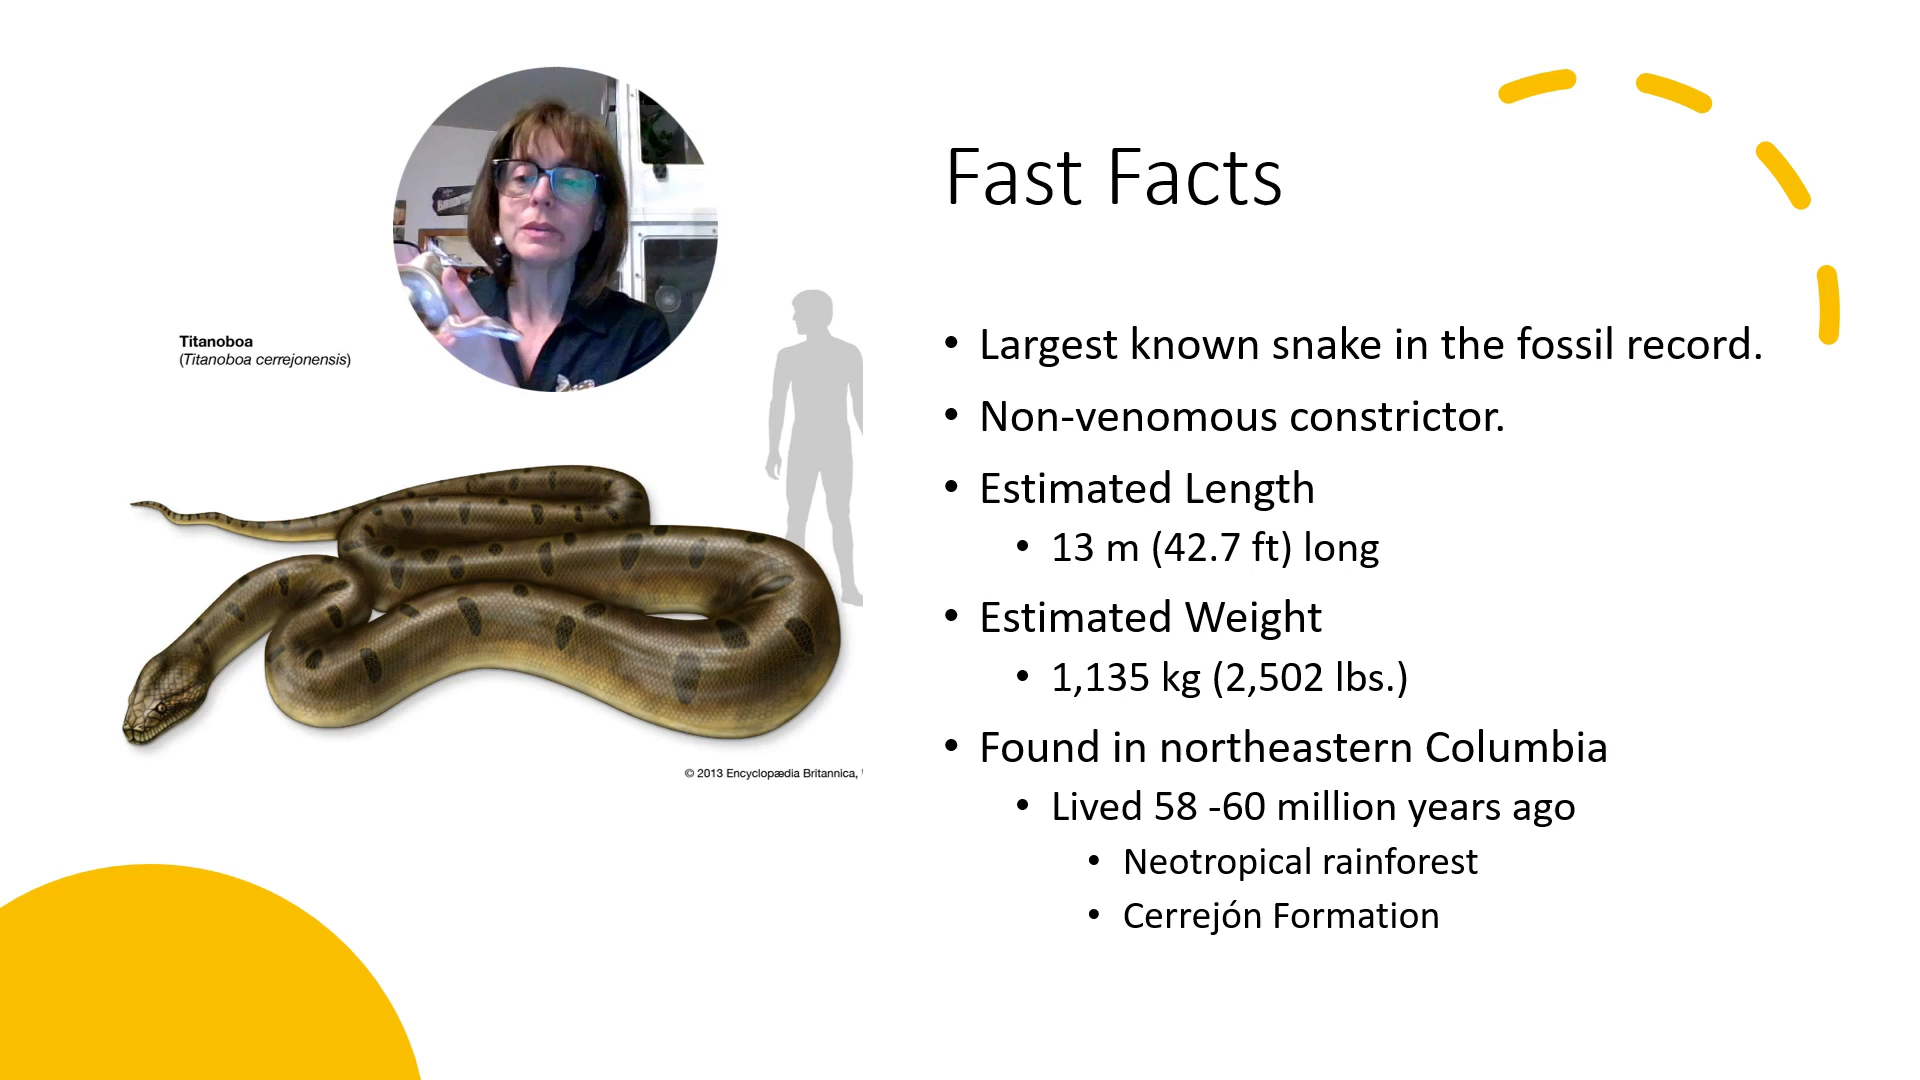 Titanoboa
(Titanoboa cerrejonensis)
© 2013 Encyclopædia Britannica,
Fast Facts
• Largest known snake in the fossil record.
• Non-venomous constrictor.
• Estimated Length
• 13 m (42.7 ft) long
• Estimated Weight
• 1,135 kg (2,502 lbs.)
• Found in northeastern Columbia
• Lived 58 -60 million years ago
• Neotropical rainforest
• Cerrejón Formation